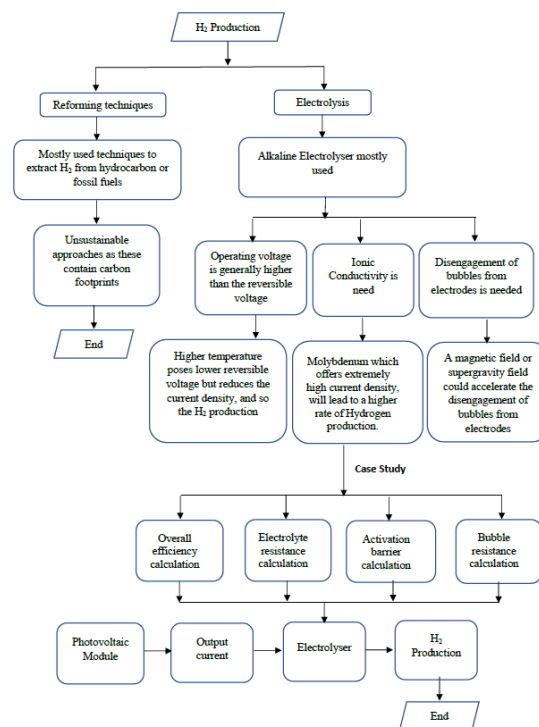 H₂ Production
Reforming techniques
Electrolysis
Mostly used techniques to
extract H₂ from hydrocarbon or
fossil fuels
Alkaline Electrolyser mostly
used
Unsustainable
approaches as these
contain carbon
footprints
Operating voltage
is generally higher
than the reversible
voltage
Ionic
Conductivity is
need
Disengagement of
bubbles from
electrodes is needed
End
Higher temperature
poses lower reversible
voltage but reduces the
current density, and so
the H₂ production
Molybdenum which
offers extremely
high current density,
will lead to a higher
rate of Hydrogen
production.
A magnetic field or
supergravity field
could accelerate the
disengagement of
bubbles from
electrodes
Case Study
Overall
efficiency
calculation
Electrolyte
resistance
calculation
Activation
barrier
calculation
Bubble
resistance
calculation
Photovoltaic
Module
Output
current
Electrolyser
H₂
Production
End